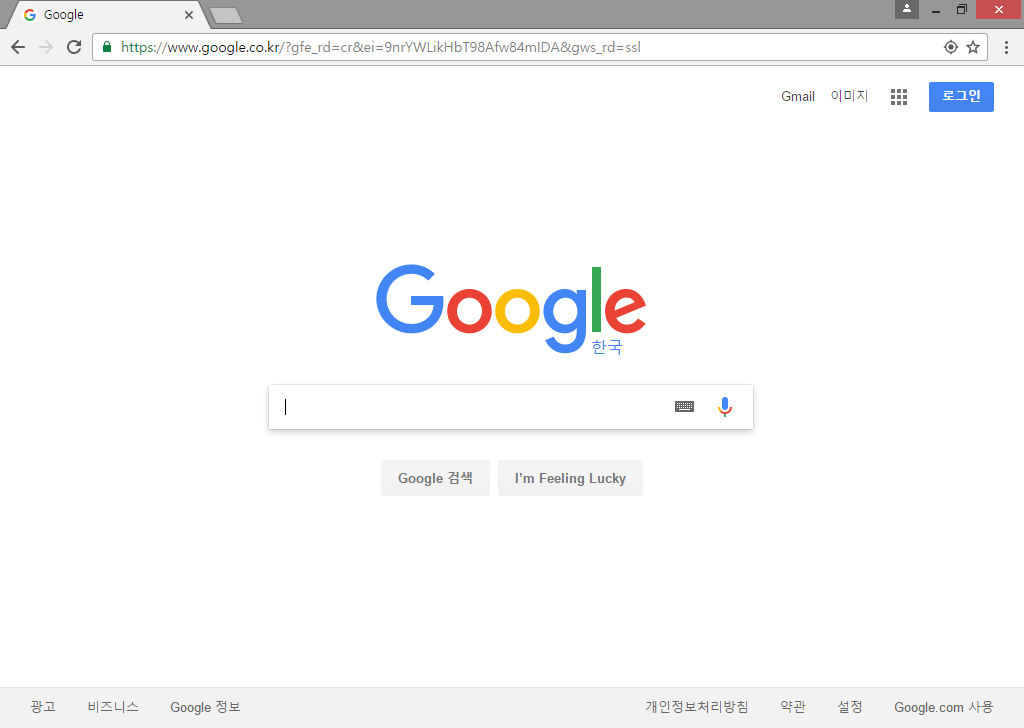 Google
https://www.google.co.kr/?gfe_rd=cr&ei=9nrYWLikHbT98Afw84mIDA&gws_rd=ssl
Gmail 이미지 로그인
Google
한국
Google 검색 I'm Feeling Lucky
광고 비즈니스 Google 정보 개인정보처리방침 약관 설정 Google.com 사용